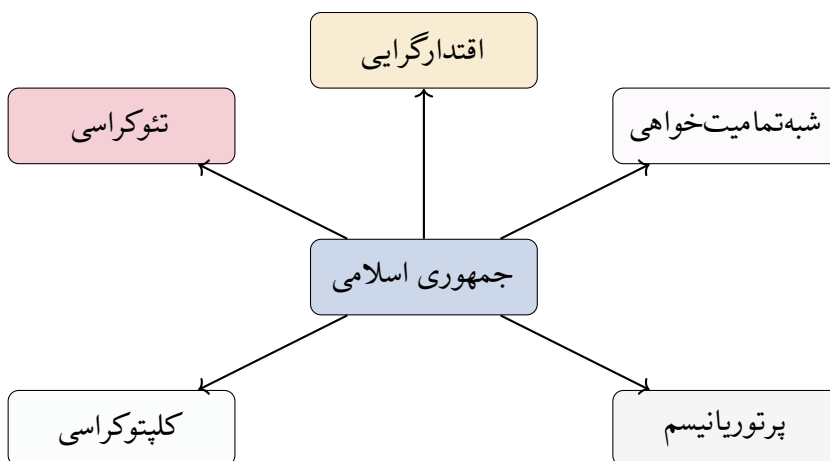 اقتدارگرایی
شبه‌تمامیت‌خواهی
تئوکراسی
جمهوری اسلامی
پرتوریانیسم
کلپتوکراسی